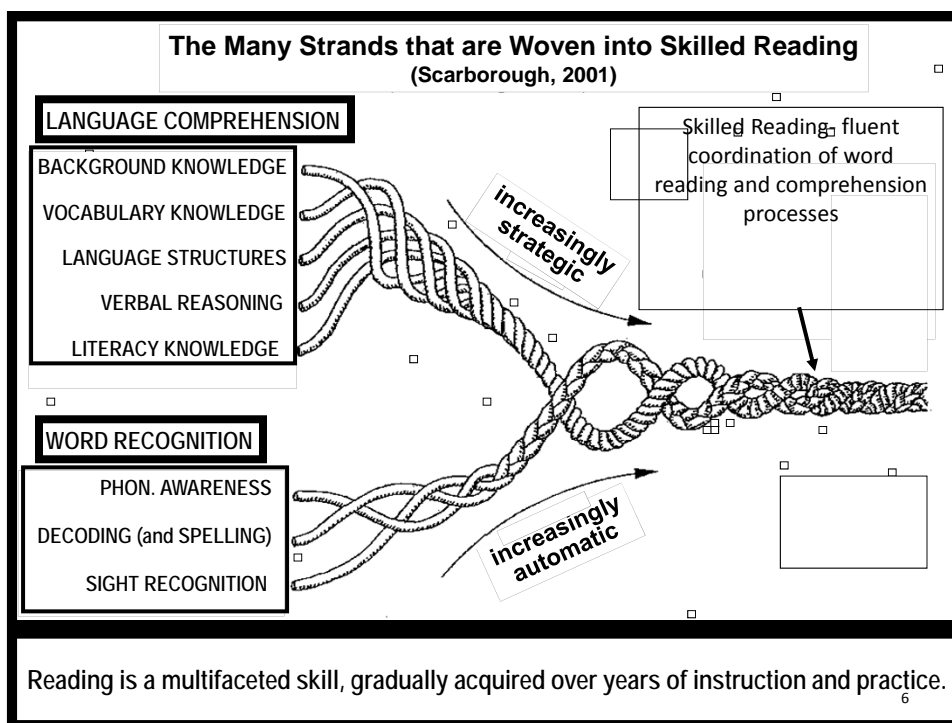 The Many Strands that are Woven into Skilled Reading
(Scarborough, 2001)
LANGUAGE COMPREHENSION
BACKGROUND KNOWLEDGE
VOCABULARY KNOWLEDGE
LANGUAGE STRUCTURES
VERBAL REASONING
LITERACY KNOWLEDGE
increasingly
strategic
Skilled Reading- fluent
coordination of word
reading and comprehension
processes
WORD RECOGNITION
PHON. AWARENESS
DECODING (and SPELLING)
SIGHT RECOGNITION
increasingly
automatic
Reading is a multifaceted skill, gradually acquired over years of instruction and practice.
6